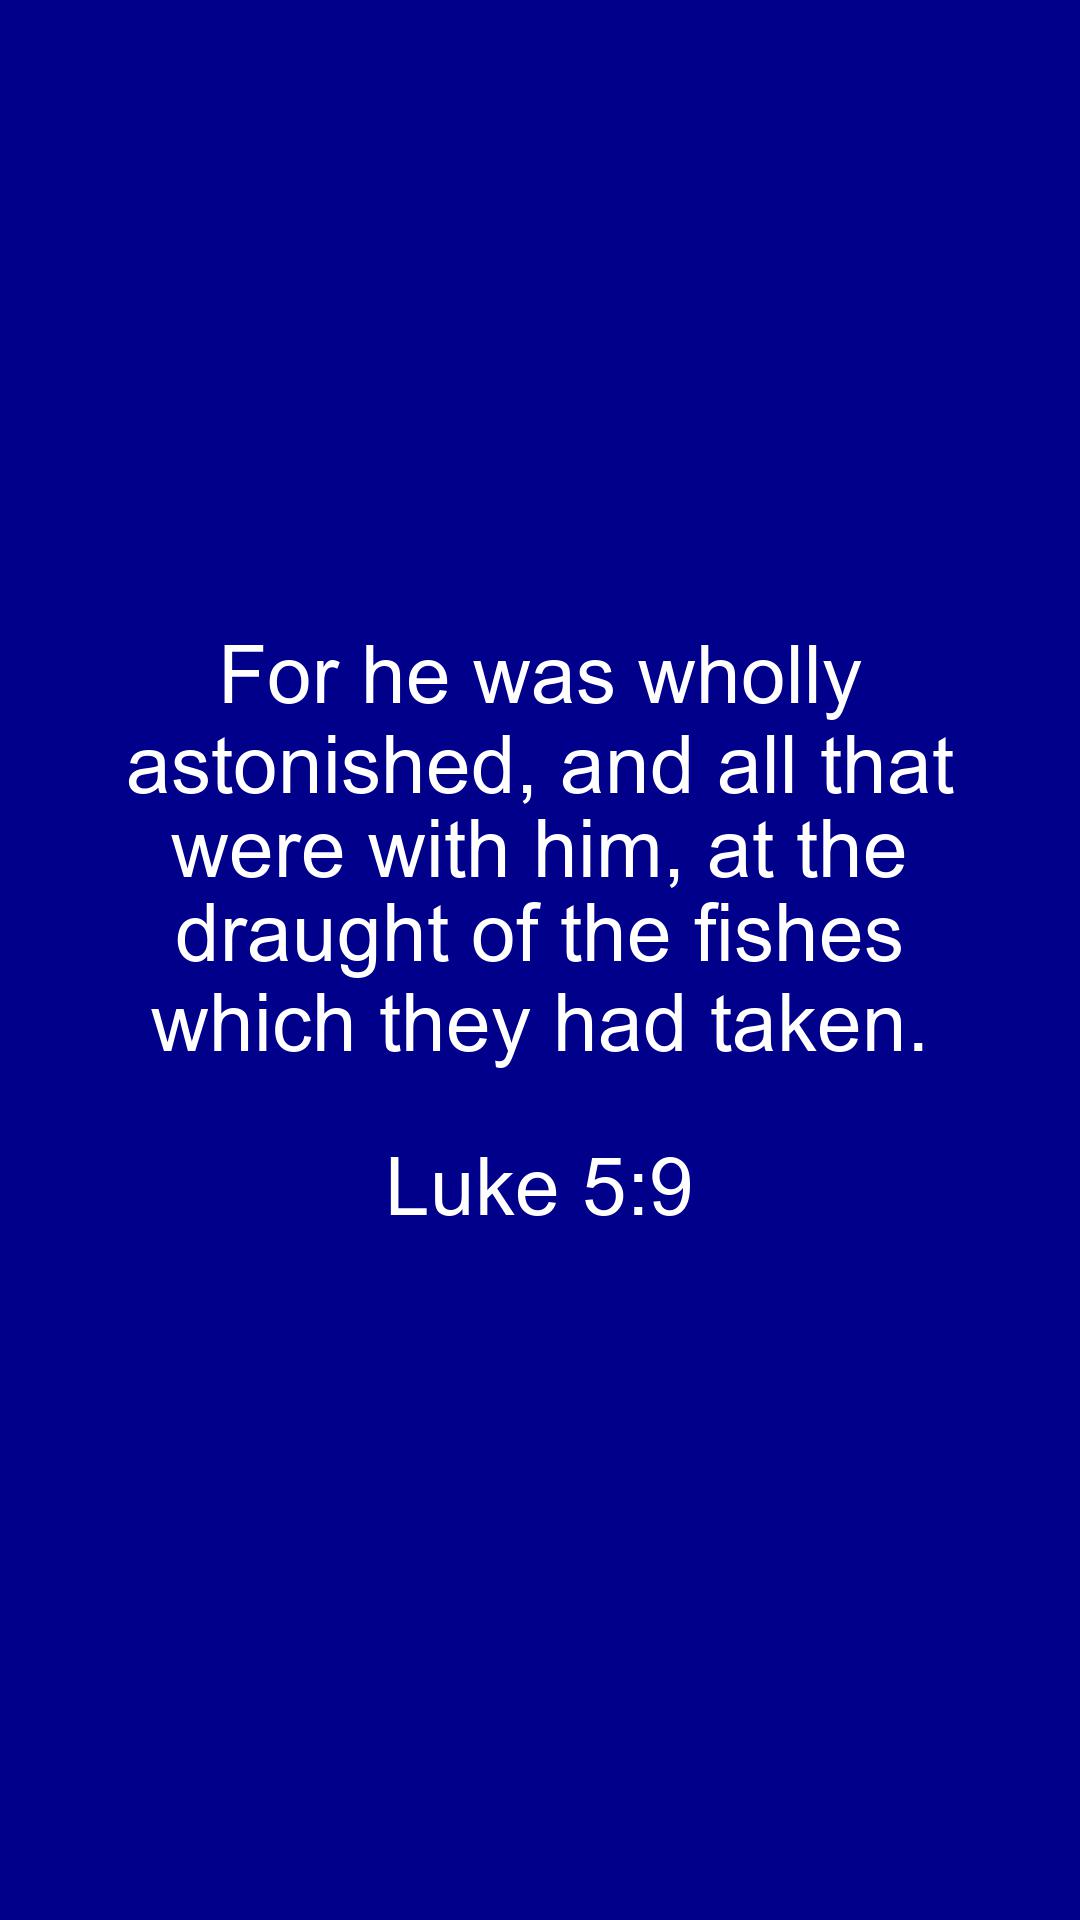 For he was wholly
astonished, and all that
were with him, at the
draught of the fishes
which they had taken.
Luke 5:9